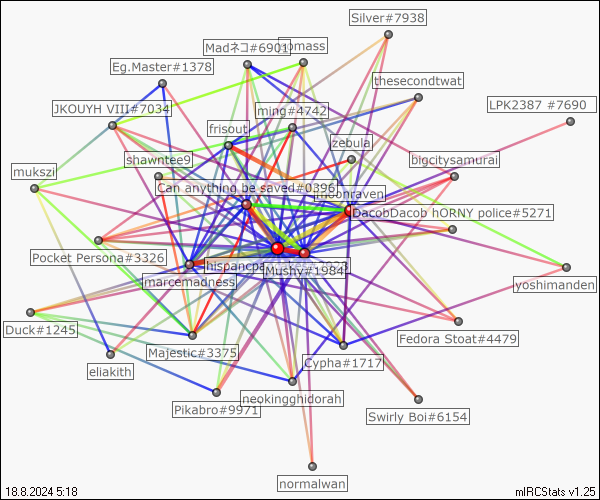 Silver#7938
Madネコ#6901
omass
Eg.Master#1378
thesecondtwat
JKOUYH VIII#7034
ming#4742
LPK2387 #7690
frisout
zebula
shawntee9
bigcitysamurai
mukszi
Can anything be saved#0396
moonraven
DacobDacob hORNY police#5271
Pocket Persona#3326
hispanicpa
Mushy#1984
marcemadness
yoshimanden
Duck#1245
Fedora Stoat#4479
Majestic#3375
Cypha#1717
eliakith
neokingghidorah
Pikabro#9971
Swirly Boi#6154
normalwan
18.8.2024 5:18
mIRCStats v1.25